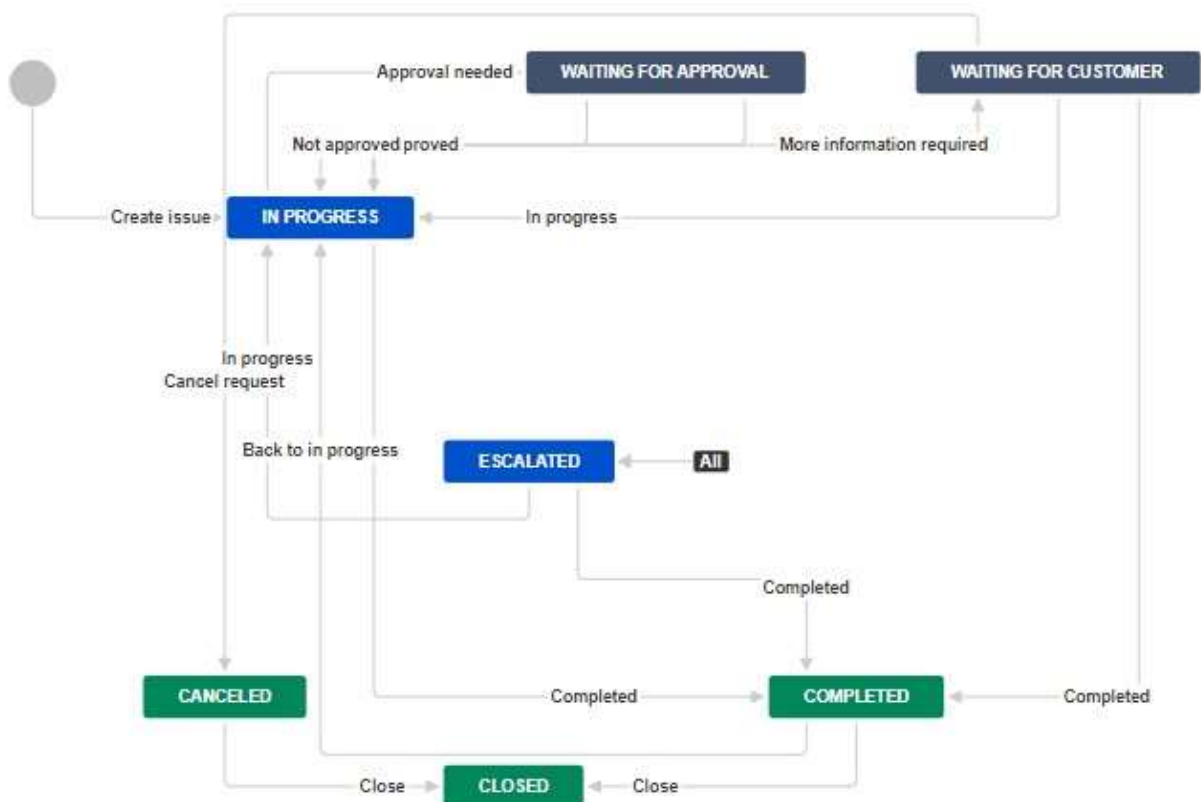 Approval needed
WAITING FOR APPROVAL
WAITING FOR CUSTOMER
Not approved proved
More information required
Create issue
IN PROGRESS
In progress
In progress
Cancel request
Back to in progress
ESCALATED
All
Completed
CANCELED
Completed
COMPLETED
Completed
Close
CLOSED
Close